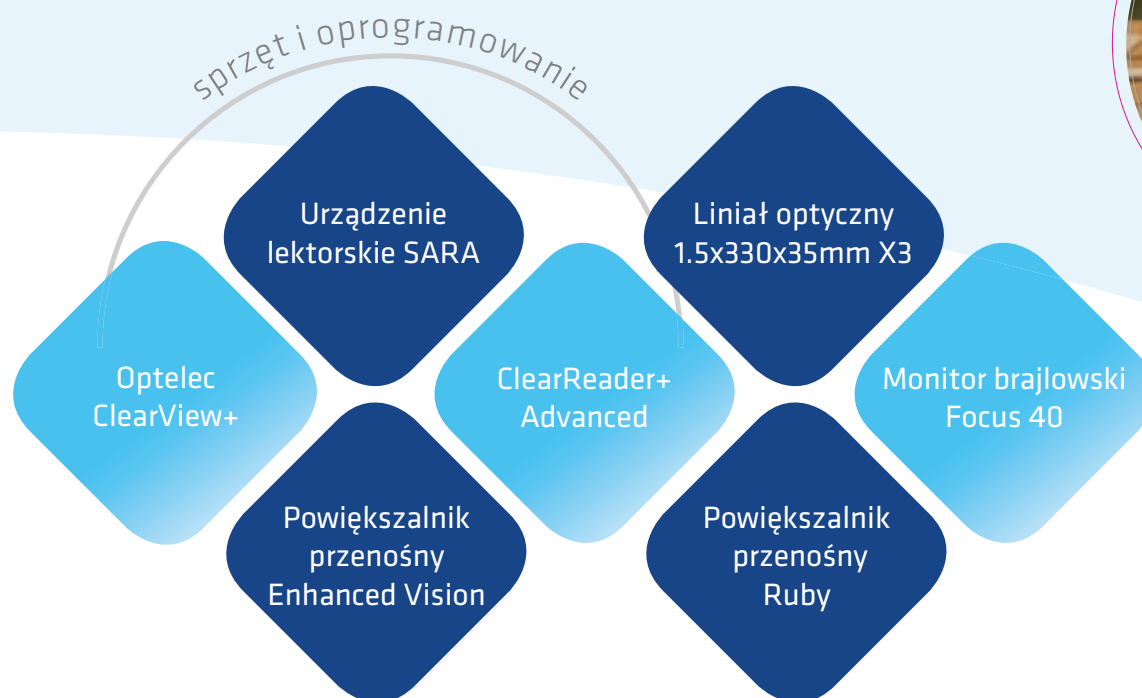 sprzęt i oprogramowanie
Urządzenie
lektorskie SARA
Liniał optyczny
1.5x330x35mm X3
Optelec
ClearView+
ClearReader+
Advanced
Monitor brajlowski
Focus 40
Powiększalnik
przenośny
Enhanced Vision
Powiększalnik
przenośny
Ruby